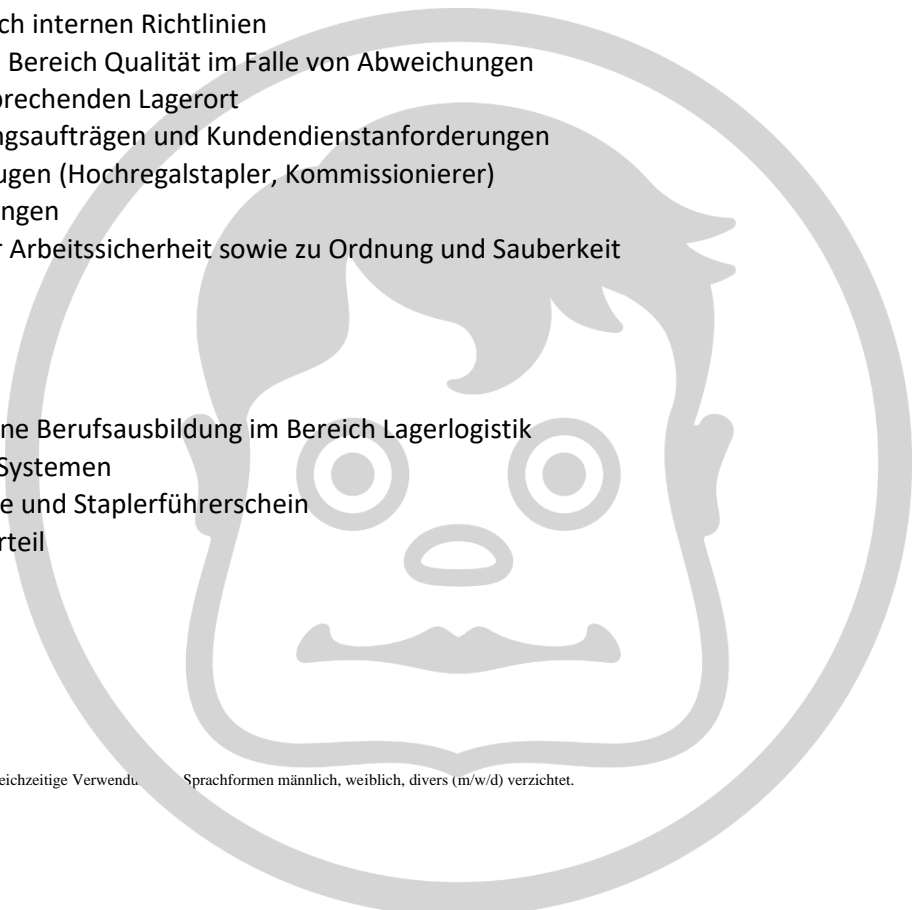 ch internen Richtlinien
Bereich Qualität im Falle von Abweichungen
prechenden Lagerort
ngsaufträgen und Kundendienstanforderungen
ugen (Hochregalstapler, Kommissionierer)
ngen
r Arbeitssicherheit sowie zu Ordnung und Sauberkeit
ne Berufsausbildung im Bereich Lagerlogistik
Systemen
e und Staplerführerschein
rteil
eichzeitige Verwendu Sprachformen männlich, weiblich, divers (m/w/d) verzichtet.